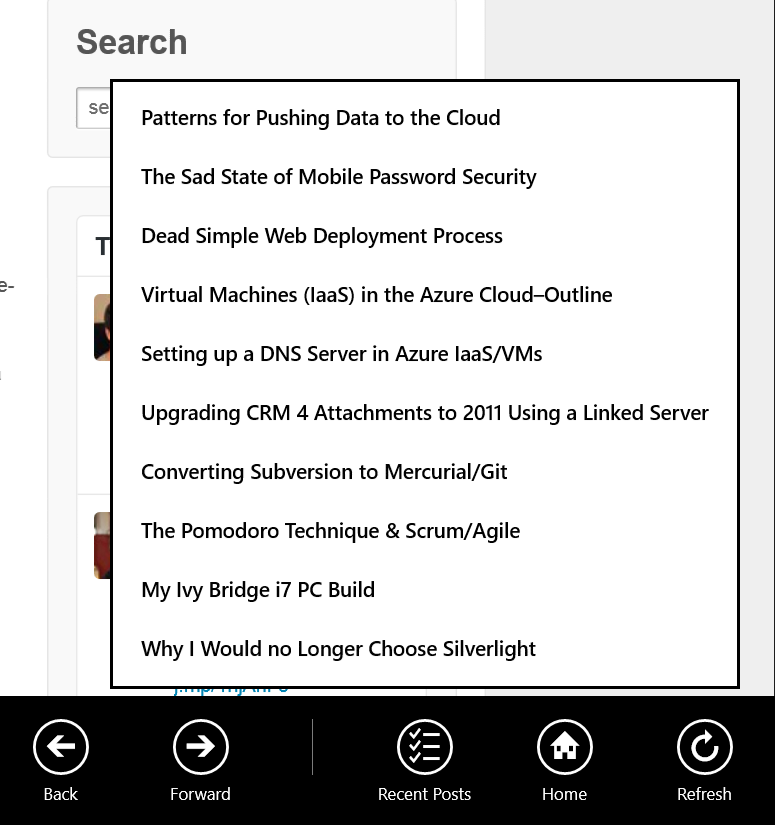 Search
se
Patterns for Pushing Data to the Cloud
The Sad State of Mobile Password Security
T
Dead Simple Web Deployment Process
e-
Virtual Machines (IaaS) in the Azure Cloud–Outline
Setting up a DNS Server in Azure IaaS/VMs
Upgrading CRM 4 Attachments to 2011 Using a Linked Server
Converting Subversion to Mercurial/Git
The Pomodoro Technique & Scrum/Agile
My Ivy Bridge i7 PC Build
Why I Would no Longer Choose Silverlight
Back
Forward
Recent Posts
Home
Refresh